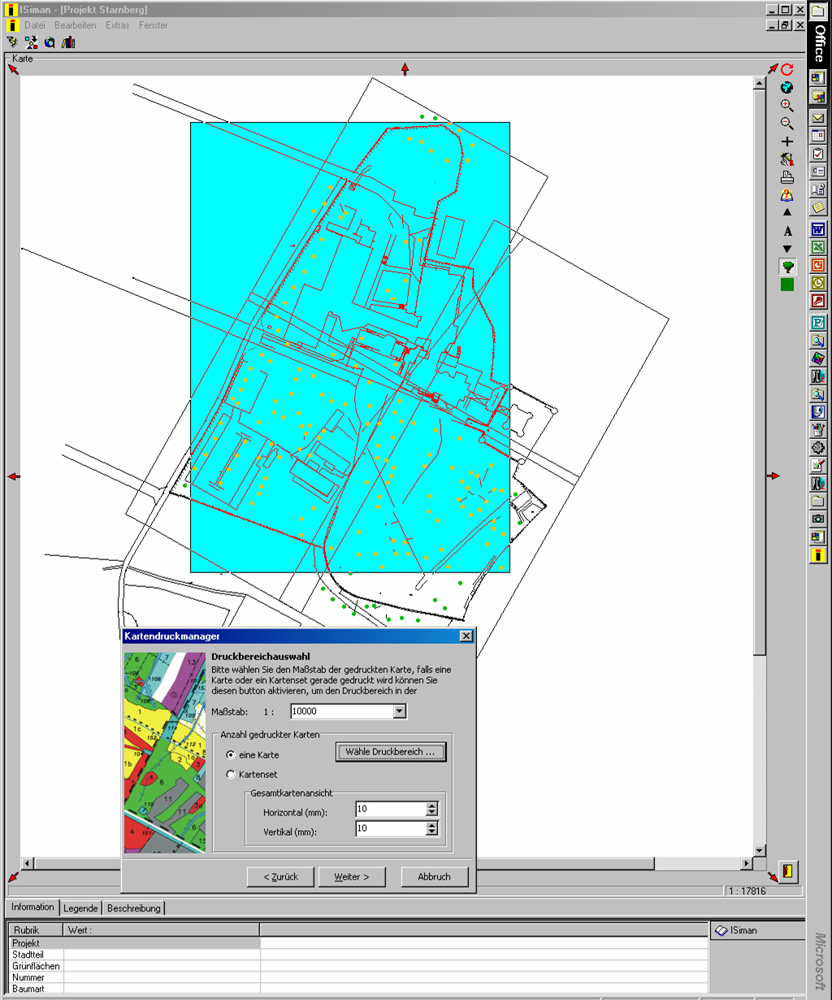 ISiman - [Projekt Starnberg]
Datei Bearbeiten Extras Fenster
Office
Karte
A
Kartendruckmanager
Druckbereichauswahl
Bitte wählen Sie den Maßstab der gedruckten Karte, falls eine
Karte oder ein Kartenset gerade gedruckt wird können Sie
diesen button aktivieren, um den Druckbereich in der
Maßstab: 1 : 10000
Anzahl gedruckter Karten
eine Karte
Wähle Druckbereich ...
Kartenset
Gesamtkartenansicht
Horizontal (mm): 10
Vertikal (mm): 10
< Zurück
Weiter >
Abbruch
1 : 17816
Information Legende Beschreibung
Rubrik Wert :
ISiman
Projekt
Stadtteil
Grünflächen
Nummer
Baumart
Microsoft